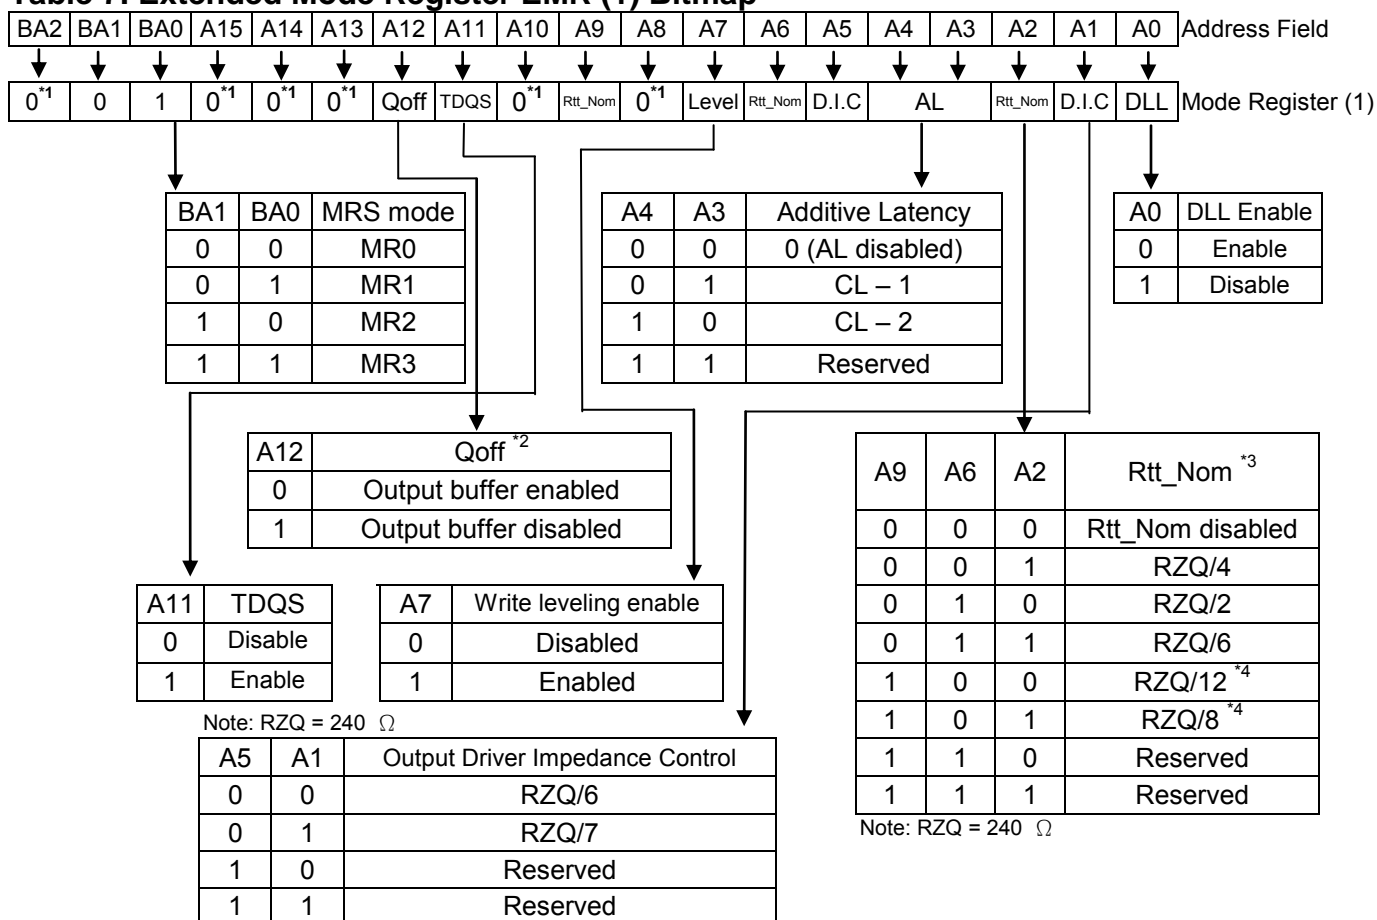 Table 7. Extended Mode Register EMR (1) Bitmap
BA2 BA1 BA0 A15 A14 A13 A12 A11 A10 A9 A8 A7 A6 A5 A4 A3 A2 A1 A0 Address Field
0*1 0 1 0*1 0*1 0*1 Qoff TDQS 0*1 Rtt_Nom 0*1 Level Rtt_Nom D.I.C AL Rtt_Nom D.I.C DLL Mode Register (1)
BA1 BA0 MRS mode
0 0 MR0
0 1 MR1
1 0 MR2
1 1 MR3
A4 A3 Additive Latency
0 0 0 (AL disabled)
0 1 CL – 1
1 0 CL – 2
1 1 Reserved
A0 DLL Enable
0 Enable
1 Disable
A12 Qoff *2
0 Output buffer enabled
1 Output buffer disabled
A9 A6 A2 Rtt_Nom *3
0 0 0 Rtt_Nom disabled
0 0 1 RZQ/4
0 1 0 RZQ/2
0 1 1 RZQ/6
1 0 0 RZQ/12 *4
1 0 1 RZQ/8 *4
1 1 0 Reserved
1 1 1 Reserved
Note: RZQ = 240 Ω
A11 TDQS
0 Disable
1 Enable
A7 Write leveling enable
0 Disabled
1 Enabled
Note: RZQ = 240 Ω
A5 A1 Output Driver Impedance Control
0 0 RZQ/6
0 1 RZQ/7
1 0 Reserved
1 1 Reserved